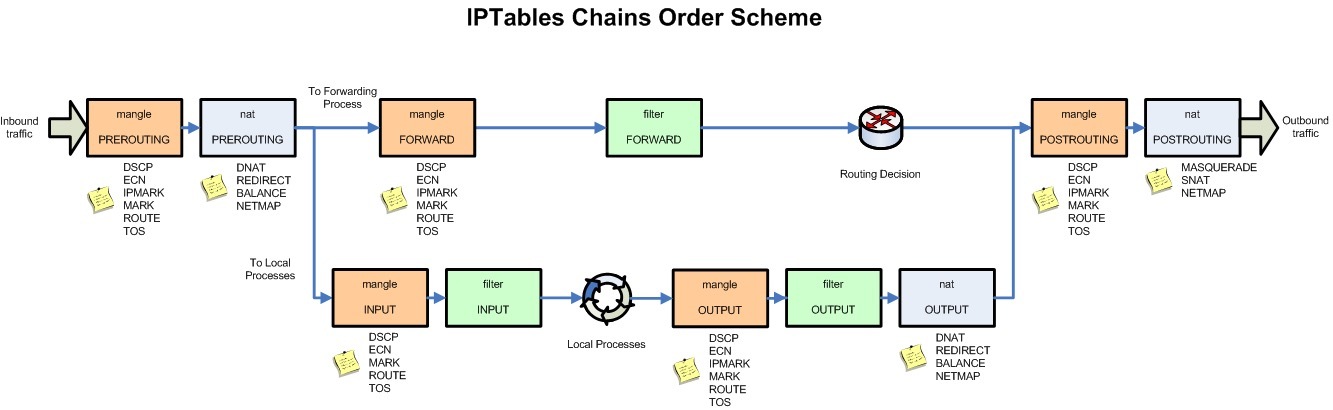 IPTables Chains Order Scheme
Inbound
traffic
mangle
PREROUTING
DSCP
ECN
IPMARK
MARK
ROUTE
TOS
nat
PREROUTING
DNAT
REDIRECT
BALANCE
NETMAP
To Forwarding
Process
mangle
FORWARD
DSCP
ECN
IPMARK
MARK
ROUTE
TOS
filter
FORWARD
Routing Decision
mangle
POSTROUTING
DSCP
ECN
IPMARK
MARK
ROUTE
TOS
nat
POSTROUTING
MASQUERADE
SNAT
NETMAP
Outbound
traffic
To Local
Processes
mangle
INPUT
DSCP
ECN
MARK
ROUTE
TOS
filter
INPUT
Local Processes
mangle
OUTPUT
DSCP
ECN
IPMARK
MARK
ROUTE
TOS
filter
OUTPUT
nat
OUTPUT
DNAT
REDIRECT
BALANCE
NETMAP